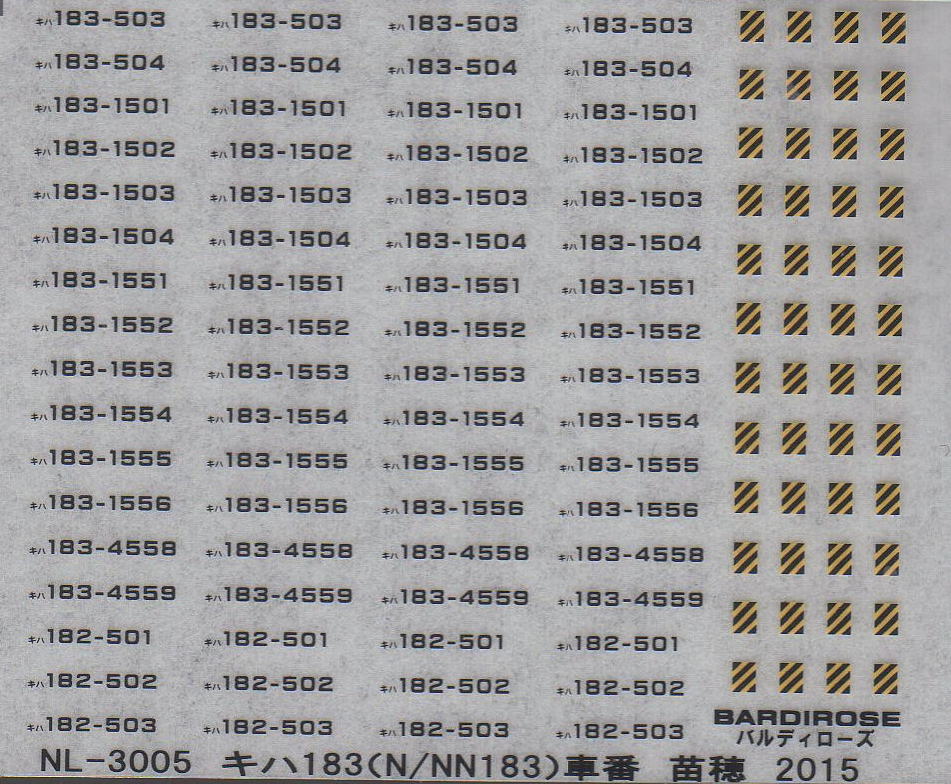 キハ183-503 キハ183-503 キハ183-503 キハ183-503
キハ183-504 キハ183-504 キハ183-504 キハ183-504
キハ183-1501 キハ183-1501 キハ183-1501 キハ183-1501
キハ183-1502 キハ183-1502 キハ183-1502 キハ183-1502
キハ183-1503 キハ183-1503 キハ183-1503 キハ183-1503
キハ183-1504 キハ183-1504 キハ183-1504 キハ183-1504
キハ183-1551 キハ183-1551 キハ183-1551 キハ183-1551
キハ183-1552 キハ183-1552 キハ183-1552 キハ183-1552
キハ183-1553 キハ183-1553 キハ183-1553 キハ183-1553
キハ183-1554 キハ183-1554 キハ183-1554 キハ183-1554
キハ183-1555 キハ183-1555 キハ183-1555 キハ183-1555
キハ183-1556 キハ183-1556 キハ183-1556 キハ183-1556
キハ183-4558 キハ183-4558 キハ183-4558 キハ183-4558
キハ183-4559 キハ183-4559 キハ183-4559 キハ183-4559
キハ182-501 キハ182-501 キハ182-501 キハ182-501
キハ182-502 キハ182-502 キハ182-502 キハ182-502
キハ182-503 キハ182-503 キハ182-503 キハ182-503
BARDIROSE
バルディローズ
NL-3005 キハ183(N/NN183)車番 苗穂 2015